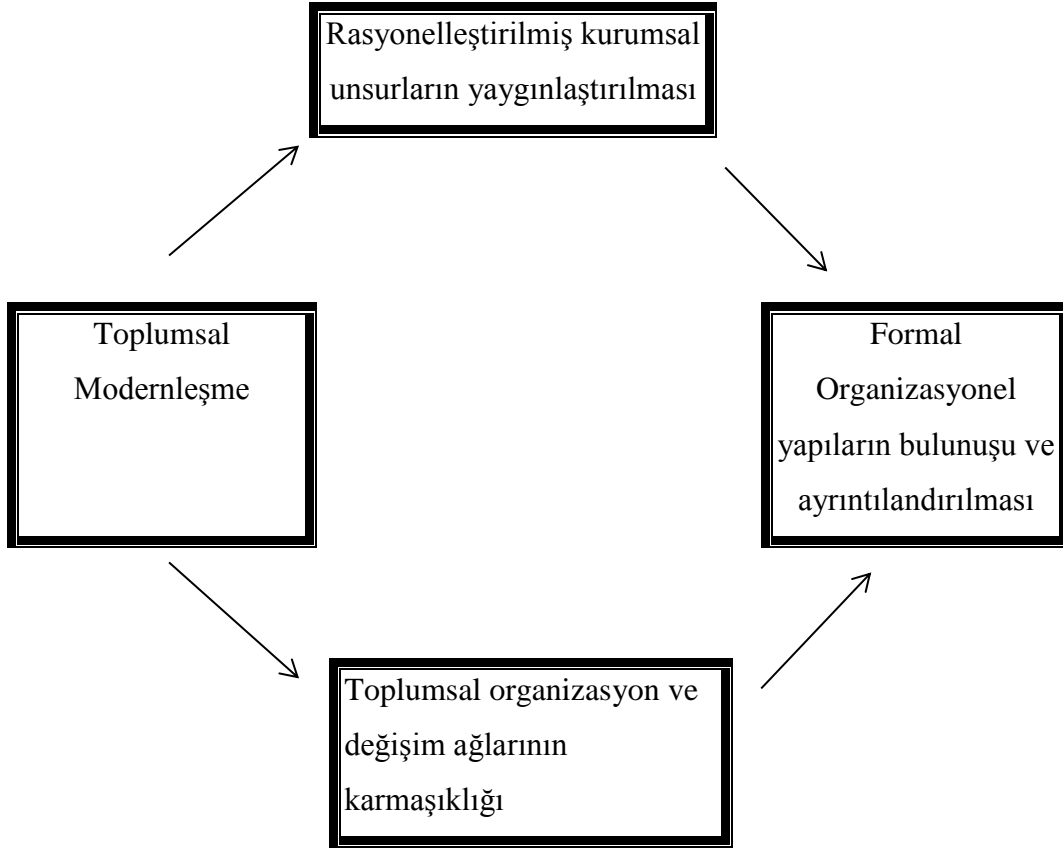 Rasyonelleştirilmiş kurumsal
unsurların yaygınlaştırılması
Toplumsal
Modernleşme
Formal
Organizasyonel
yapıların bulunuşu ve
ayrıntılandırılması
Toplumsal organizasyon ve
değişim ağlarının
karmaşıklığı